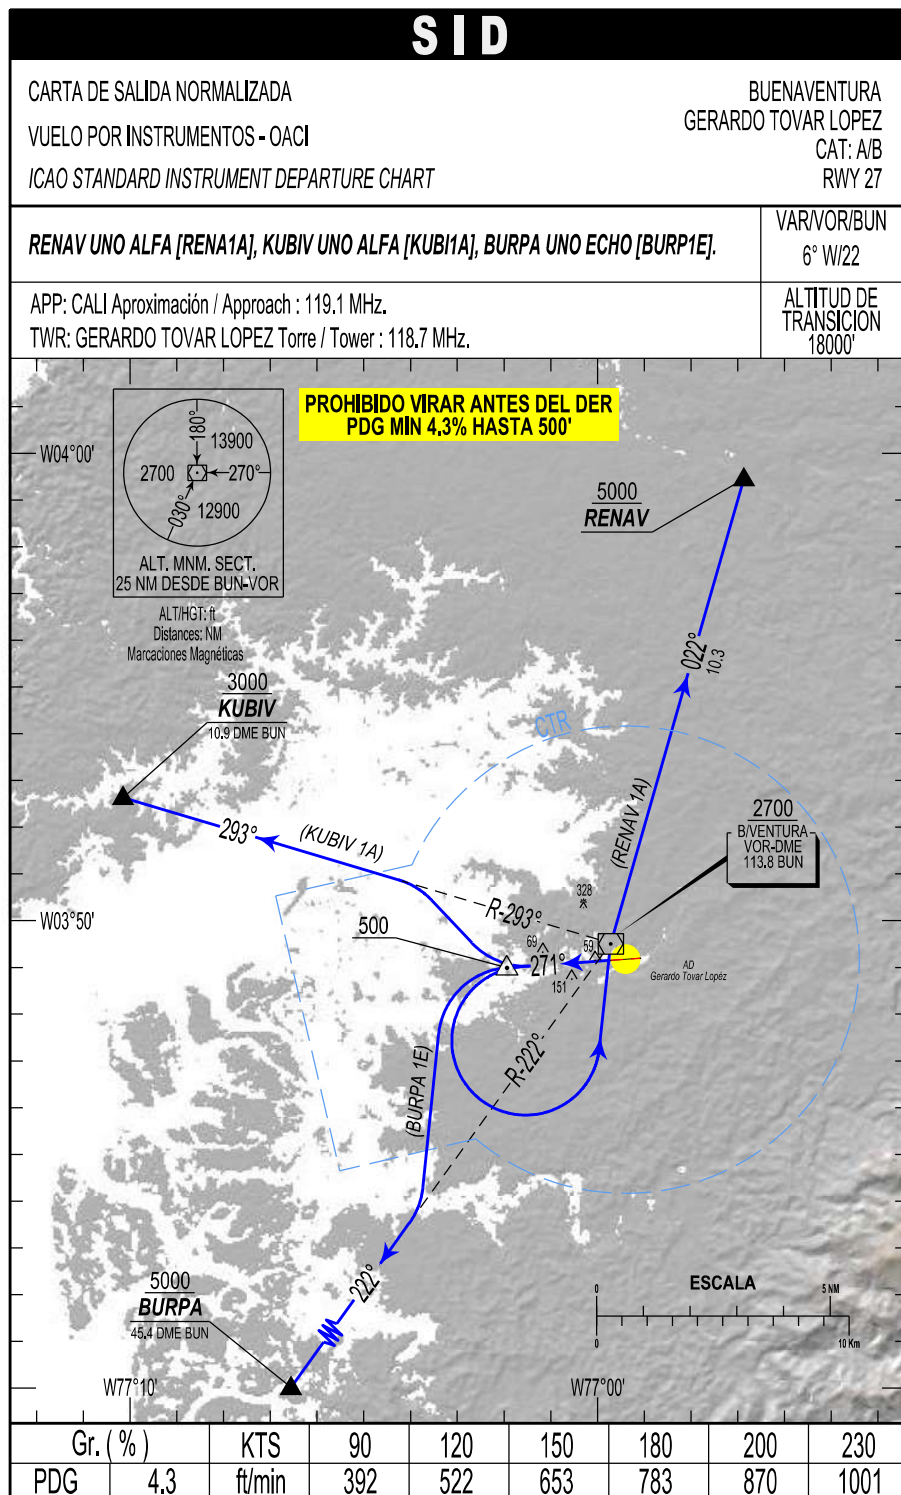 SID
CARTA DE SALIDA NORMALIZADA
VUELO POR INSTRUMENTOS - OACI
ICAO STANDARD INSTRUMENT DEPARTURE CHART
BUENAVENTURA
GERARDO TOVAR LOPEZ
CAT: A/B
RWY 27
RENAV UNO ALFA [RENA1A], KUBIV UNO ALFA [KUBI1A], BURPA UNO ECHO [BURP1E].
VAR/VOR/BUN
6° W/22
APP: CALI Aproximación / Approach : 119.1 MHz.
TWR: GERARDO TOVAR LOPEZ Torre / Tower : 118.7 MHz.
ALTITUD DE
TRANSICION
18000'
PROHIBIDO VIRAR ANTES DEL DER
PDG MIN 4.3% HASTA 500'
W04°00'
180°
13900
2700
270°
030°
12900
ALT. MNM. SECT.
25 NM DESDE BUN-VOR
ALT/HGT: ft
Distances: NM
Marcaciones Magnéticas
5000
RENAV
022°
10.3
3000
KUBIV
10.9 DME BUN
CTR
293°
(KUBIV 1A)
(RENAV 1A)
2700
B/VENTURA
VOR-DME
113.8 BUN
328
R-293°
W03°50'
500
69
59
271°
151
AD
Gerardo Tovar Lopéz
R-222°
(BURPA 1E)
222°
5000
BURPA
45.4 DME BUN
ESCALA
0
5 NM
0
10 Km
W77°10'
W77°00'
Gr. ( % ) KTS 90 120 150 180 200 230
PDG 4.3 ft/min 392 522 653 783 870 1001